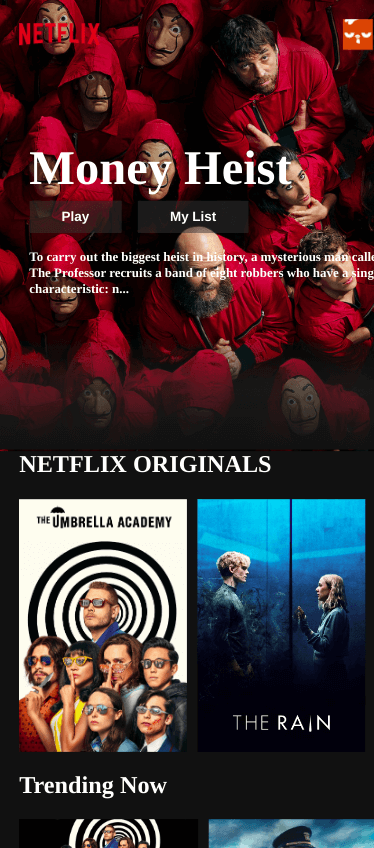 NETFLIX
Money Heist
Play
My List
To carry out the biggest heist in history, a mysterious man calle
The Professor recruits a band of eight robbers who have a sing
characteristic: n...
NETFLIX ORIGINALS
THE UMBRELLA ACADEMY
THE RAIN
Trending Now